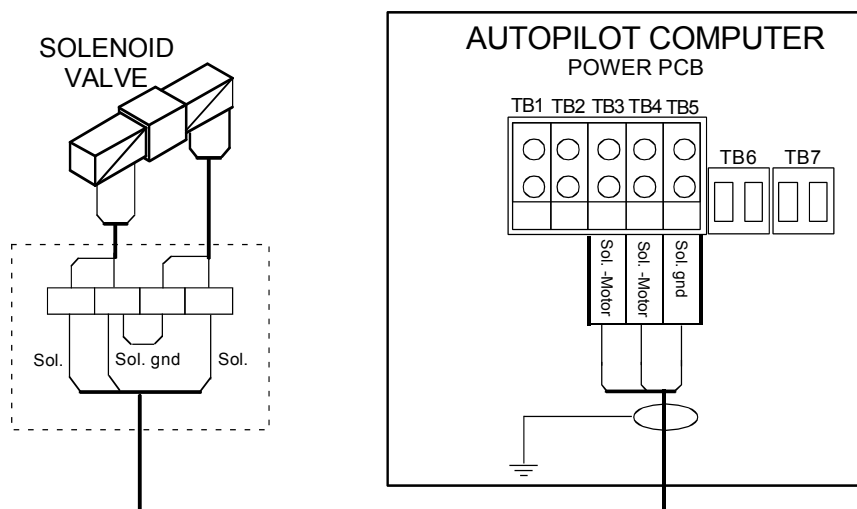 SOLENOID
VALVE
Sol.
Sol. gnd
Sol.
AUTOPILOT COMPUTER
POWER PCB
TB1 TB2 TB3 TB4 TB5
TB6
TB7
Sol. -Motor
Sol. -Motor
Sol. gnd